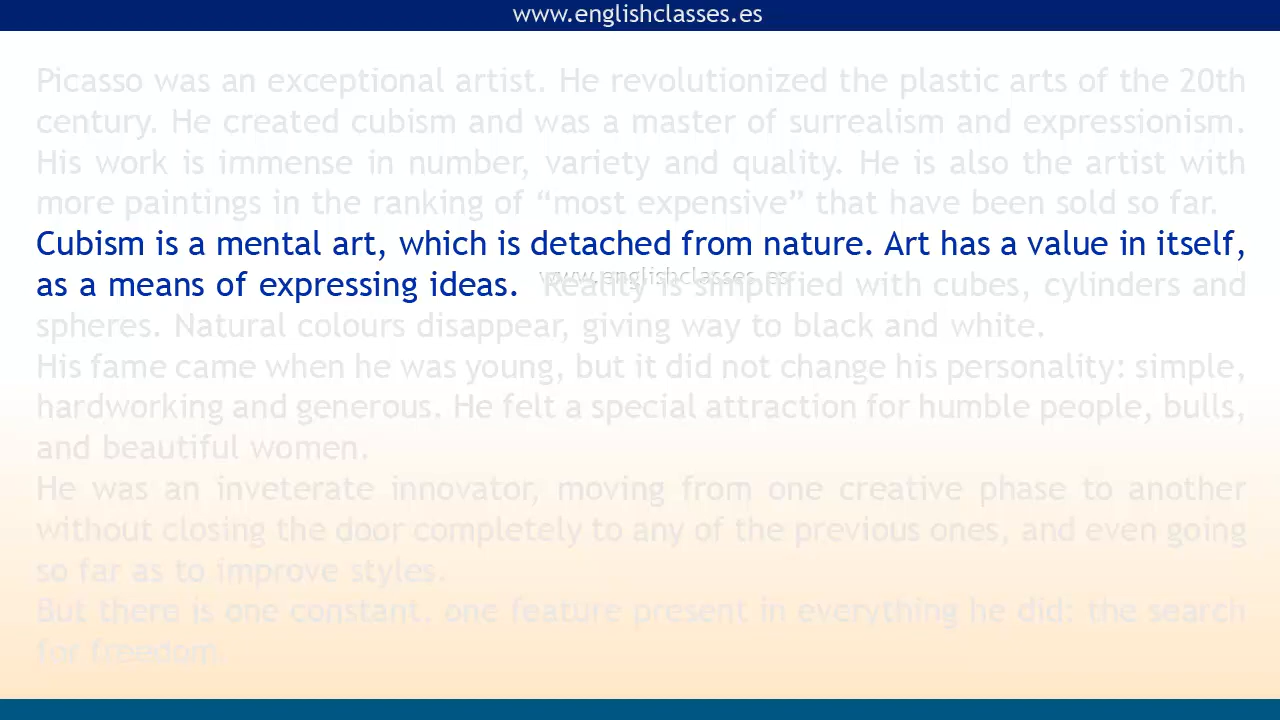 www.englishclasses.es
Picasso was an exceptional artist. He revolutionized the plastic arts of the 20th
century. He created cubism and was a master of surrealism and expressionism.
His work is immense in number, variety and quality. He is also the artist with
more paintings in the ranking of “most expensive” that have been sold so far.
Cubism is a mental art, which is detached from nature. Art has a value in itself,
as a means of expressing ideas. Reality is simplified with cubes, cylinders and
www.englishclasses.es
spheres. Natural colours disappear, giving way to black and white.
His fame came when he was young, but it did not change his personality: simple,
hardworking and generous. He felt a special attraction for humble people, bulls,
and beautiful women.
He was an inveterate innovator, moving from one creative phase to another
without closing the door completely to any of the previous ones, and even going
so far as to improve styles.
But there is one constant, one feature present in everything he did: the search
for freedom.